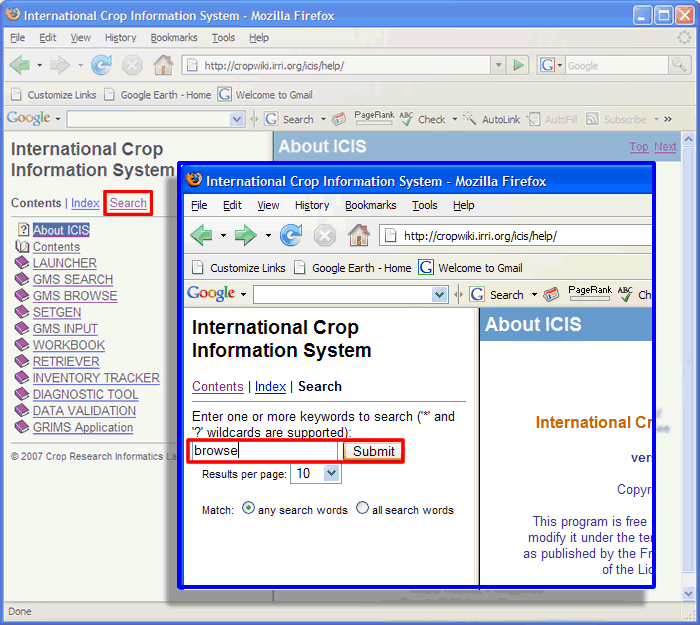 International Crop Information System - Mozilla Firefox
File Edit View History Bookmarks Tools Help
http://cropwiki.irri.org/icis/help/
G Google
Customize Links Google Earth - Home G Welcome to Gmail
Google G Search PageRank ABC Check AutoLink AutoFill Subscribe »
International Crop
Information System
Contents | Index | Search
? About ICIS
Contents
LAUNCHER
GMS SEARCH
GMS BROWSE
SETGEN
GMS INPUT
WORKBOOK
RETRIEVER
INVENTORY TRACKER
DIAGNOSTIC TOOL
DATA VALIDATION
GRIMS Application
© 2007 Crop Research Informatics
About ICIS
Top Next
International Crop Information System - Mozilla Firefox
File Edit View History Bookmarks Tools Help
http://cropwiki.irri.org/icis/help/
Customize Links Google Earth - Home G Welcome to Gmail
Google G Search PageRank ABC Ch
International Crop
Information System
Contents | Index | Search
Enter one or more keywords to search ('*' and
'?' wildcards are supported):
browse Submit
Results per page: 10
Match: any search words all search words
About ICIS
International Cr
vers
Copyr
This program is free
modify it under the ter
as published by the Fr
of the Lic
Done